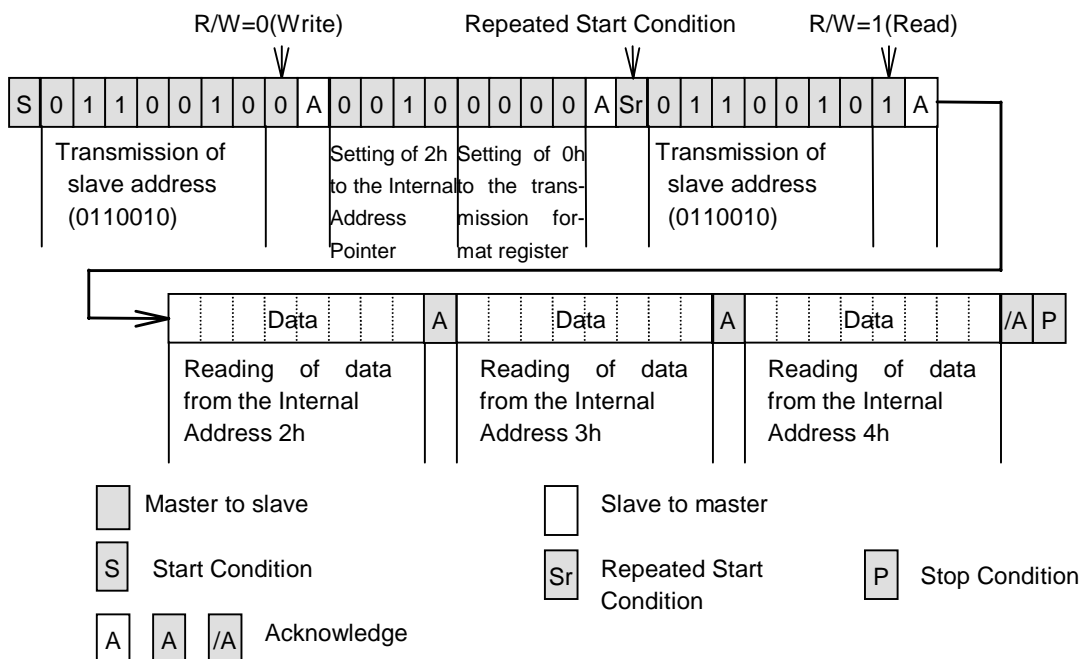 R/W=0(Write) Repeated Start Condition R/W=1(Read)
S 0 1 1 0 0 1 0 0 A 0 0 1 0 0 0 0 0 A Sr 0 1 1 0 0 1 0 1 A
Transmission of
slave address
(0110010)
Setting of 2h
to the Internal
Address
Pointer
Setting of 0h
to the trans-
mission for-
mat register
Transmission of
slave address
(0110010)
Data A Data A Data /A P
Reading of data
from the Internal
Address 2h
Reading of data
from the Internal
Address 3h
Reading of data
from the Internal
Address 4h
Master to slave
Slave to master
S Start Condition
Sr Repeated Start
Condition
P Stop Condition
A A /A Acknowledge